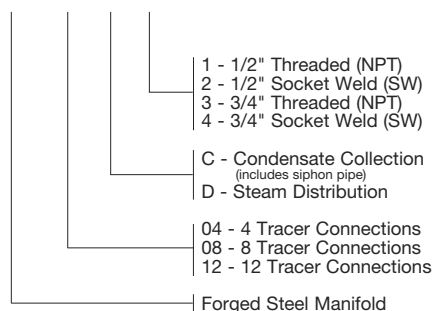 1 - 1/2" Threaded (NPT)
2 - 1/2" Socket Weld (SW)
3 - 3/4" Threaded (NPT)
4 - 3/4" Socket Weld (SW)
C - Condensate Collection
(includes siphon pipe)
D - Steam Distribution
04 - 4 Tracer Connections
08 - 8 Tracer Connections
12 - 12 Tracer Connections
Forged Steel Manifold